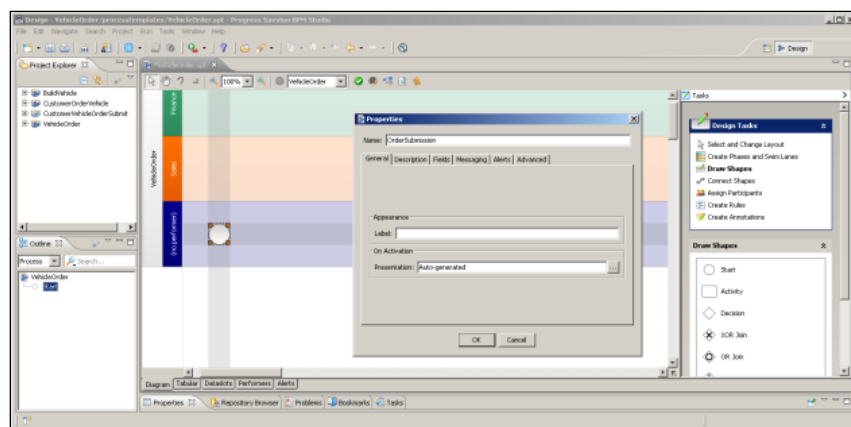 Design - VehicleOrder/processtemplates/VehicleOrder.spt - Progress Savvion BPM Studio
File Edit Navigate Search Project Run Tools Window Help
Design
Project Explorer
BuildVehicle
CustomerOrderVehicle
CustomerVehicleOrderSubmit
VehicleOrder
Outline
Process
Search...
VehicleOrder
Start
VehicleOrder.spt
100%
VehicleOrder
VehicleOrder
Finance
Sales
(no performer)
Properties
Name: OrderSubmission
General Description Fields Messaging Alerts Advanced
Appearance
Label:
On Activation
Presentation: Auto-generated ...
OK Cancel
Diagram Tabular Dataslots Performers Alerts
Properties Repository Browser Problems Bookmarks Tasks
Tasks
Design Tasks
Select and Change Layout
Create Phases and Swim Lanes
Draw Shapes
Connect Shapes
Assign Participants
Create Rules
Create Annotations
Draw Shapes
Start
Activity
Decision
XOR Join
OR Join